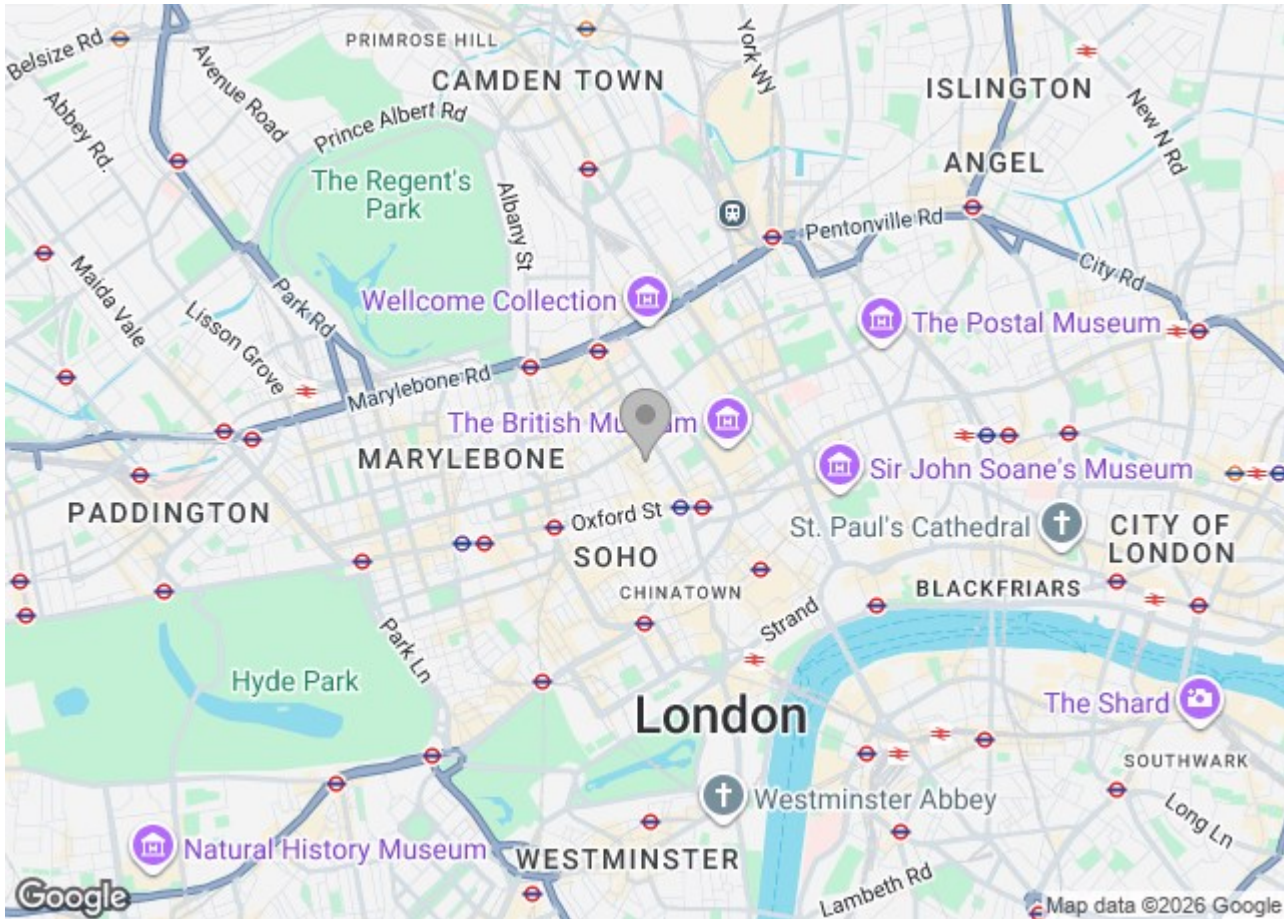 Belsize Rd
PRIMROSE HILL
York Wy
Avenue Road
CAMDEN TOWN
ISLINGTON
Abbey Rd.
Prince Albert Rd
New N Rd
ANGEL
The Regent's
Park
Albany St
Pentonville Rd
City Rd
Maida Vale
Wellcome Collection
Park Rd
The Postal Museum
Lisson Grove
Marylebone Rd
The British Mu m
MARYLEBONE
Sir John Soane's Museum
PADDINGTON
Oxford St
St. Paul's Cathedral
CITY OF
LONDON
SOHO
CHINATOWN
BLACKFRIARS
Strand
Park Ln
Hyde Park
The Shard
London
SOUTHWARK
Westminster Abbey
Long Ln
Natural History Museum
WESTMINSTER
Lambeth Rd
Google
Map data ©2026 Google